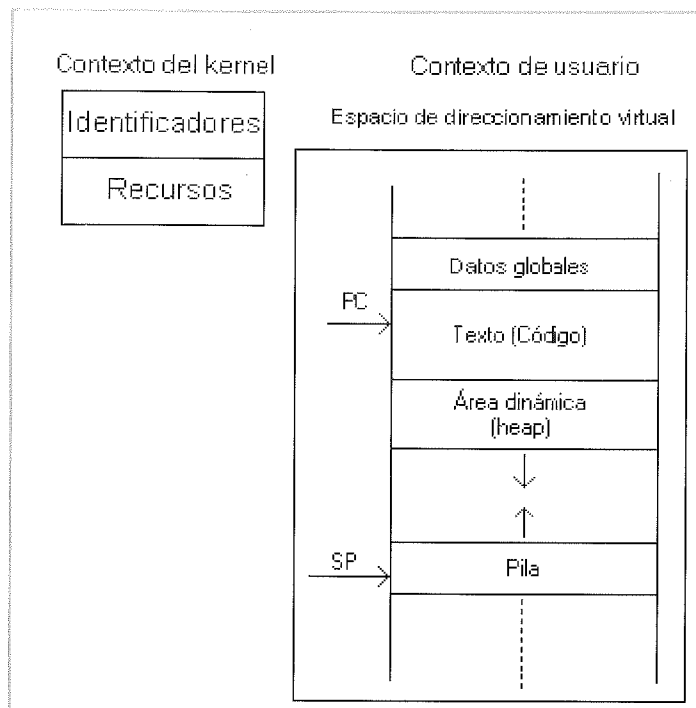 Contexto del kernel
Identificadores
Recursos
Contexto de usuario
Espacio de direccionamiento virtual
Datos globales
PC
Texto (Código)
Área dinámica
(heap)
SP
Pila